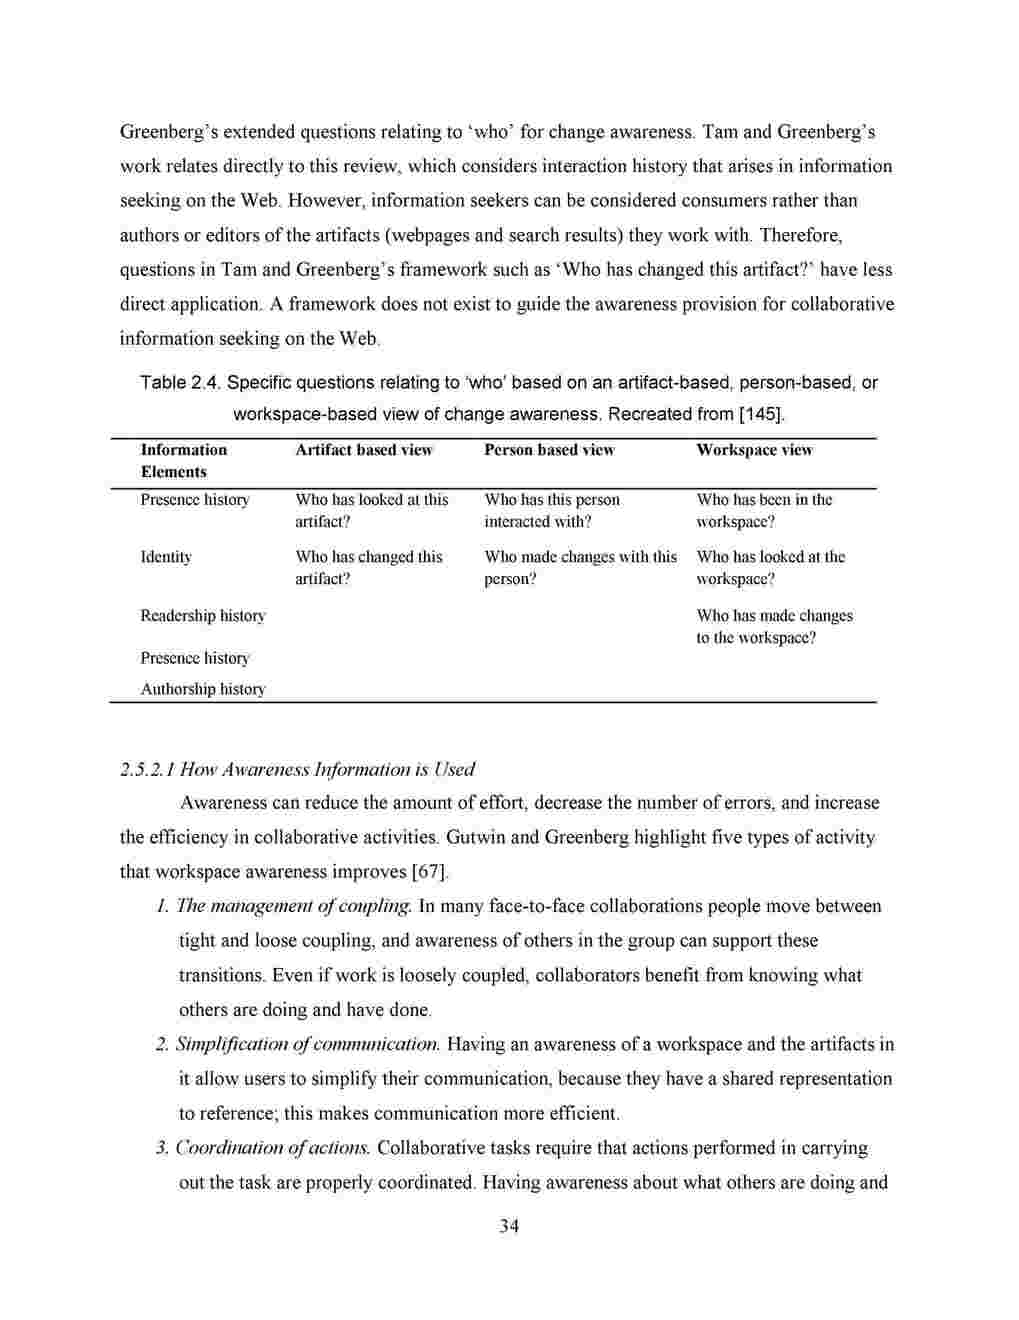 Greenberg’s extended questions relating to ‘who’ for change awareness. Tam and Greenberg’s
work relates directly to this review, which considers interaction history that arises in information
seeking on the Web. However, information seekers can be considered consumers rather than
authors or editors of the artifacts (webpages and search results) they work with. Therefore,
questions in Tam and Greenberg’s framework such as ‘Who has changed this artifact?’ have less
direct application. A framework does not exist to guide the awareness provision for collaborative
information seeking on the Web.
Table 2.4. Specific questions relating to ‘who’ based on an artifact-based, person-based, or
workspace-based view of change awareness. Recreated from [145].
Information Artifact based view Person based view Workspace view
Elements
Presence history Who has looked at this Who has this person Who has been in the
artifact? interacted with? workspace?
Identity Who has changed this Who made changes with this Who has looked at the
artifact? person? workspace?
Readership history Who has made changes
to the workspace?
Presence history
Authorship history
2.5.2.1 How Awareness Information is Used
Awareness can reduce the amount of effort, decrease the number of errors, and increase
the efficiency in collaborative activities. Gutwin and Greenberg highlight five types of activity
that workspace awareness improves [67].
1. The management of coupling. In many face-to-face collaborations people move between
tight and loose coupling, and awareness of others in the group can support these
transitions. Even if work is loosely coupled, collaborators benefit from knowing what
others are doing and have done.
2. Simplification of communication. Having an awareness of a workspace and the artifacts in
it allow users to simplify their communication, because they have a shared representation
to reference; this makes communication more efficient.
3. Coordination of actions. Collaborative tasks require that actions performed in carrying
out the task are properly coordinated. Having awareness about what others are doing and
34